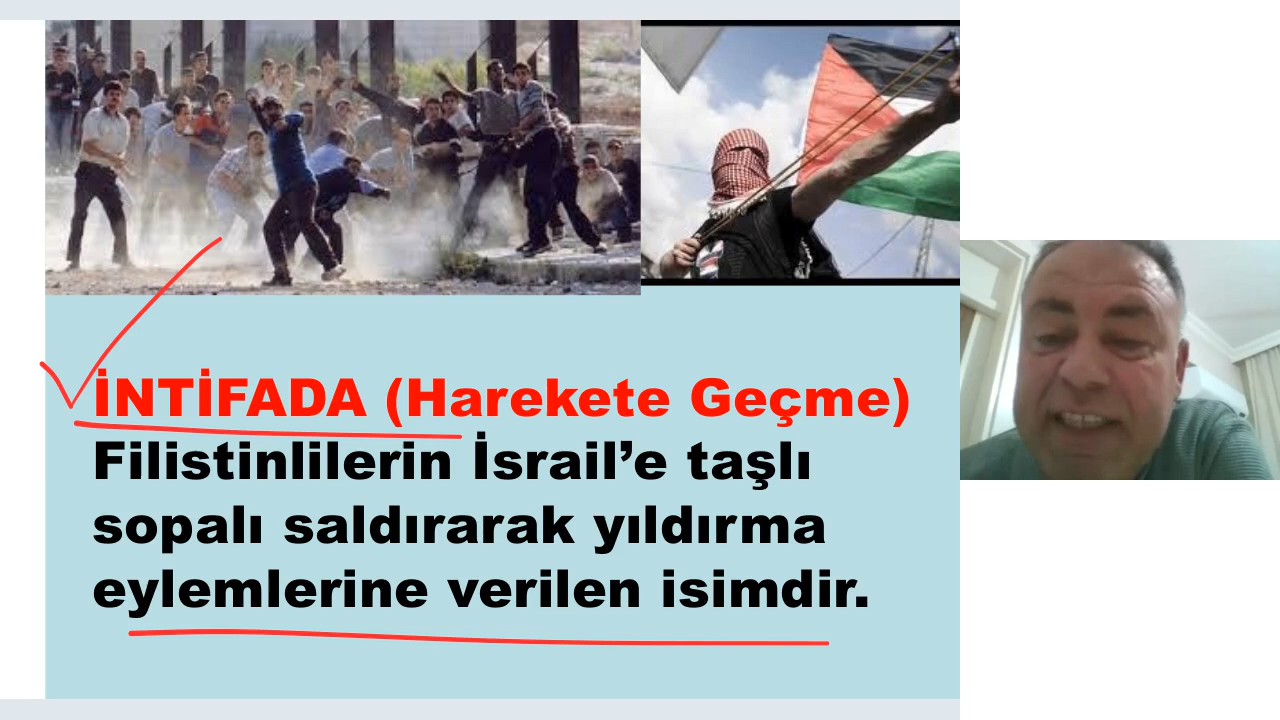 İNTİFADA (Harekete Geçme)
Filistinlilerin İsrail’e taşlı
sopalı saldırarak yıldırma
eylemlerine verilen isimdir.